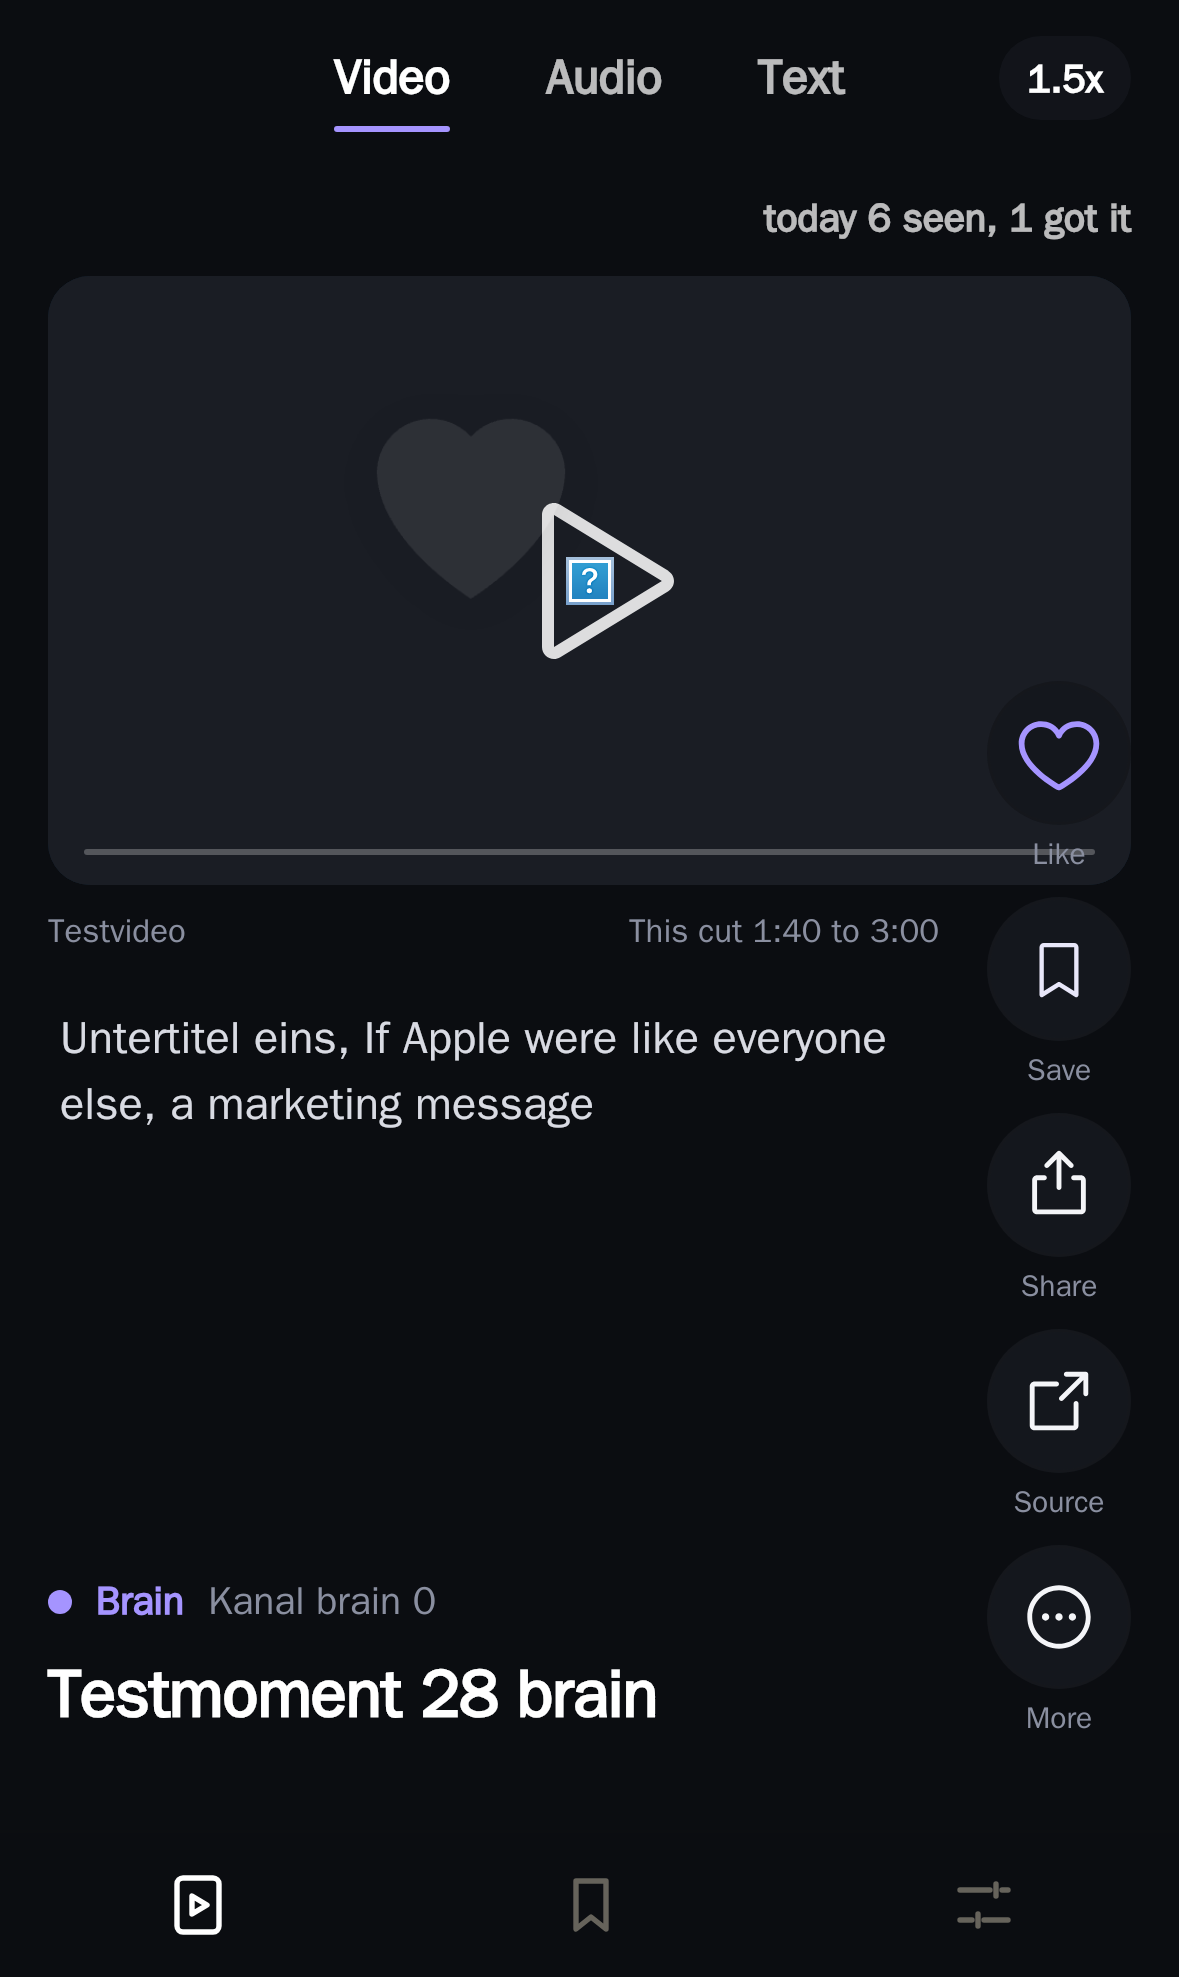 Video Audio Text 1.5x
today 6 seen, 1 got it
?
Like
Testvideo This cut 1:40 to 3:00
Untertitel eins, If Apple were like everyone
else, a marketing message
Save
Share
Source
Brain Kanal brain 0
Testmoment 28 brain
More